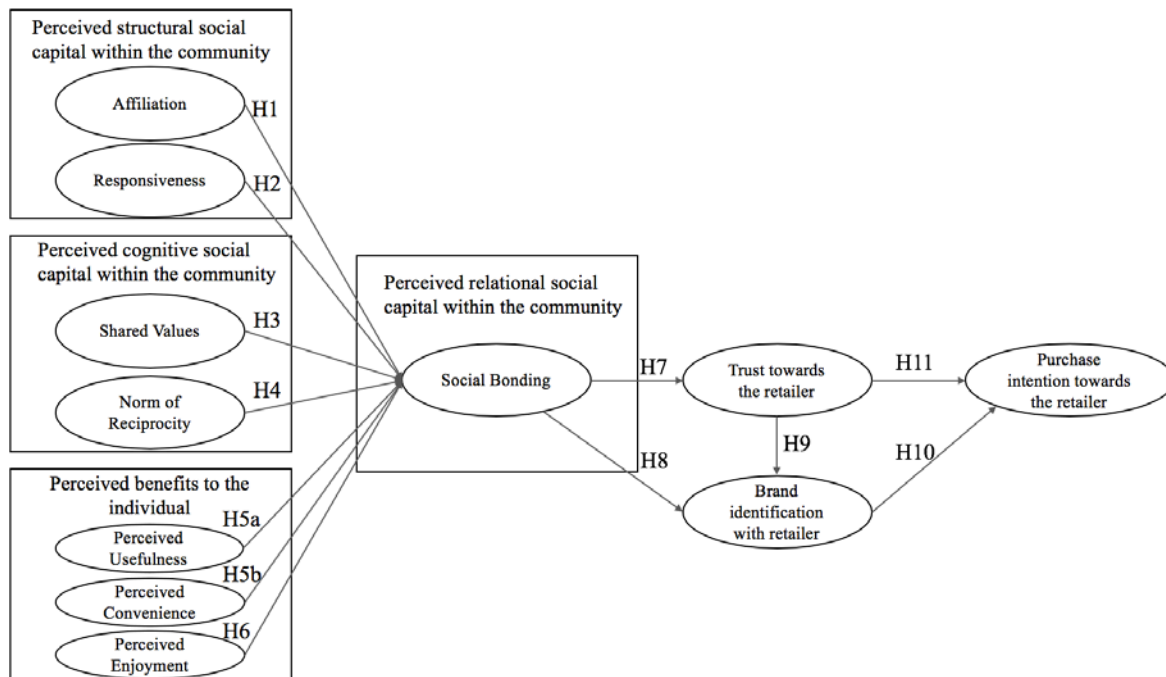 Perceived structural social
capital within the community
Affiliation
H1
Responsiveness
H2
Perceived cognitive social
capital within the community
Shared Values
H3
Norm of
Reciprocity
H4
Perceived benefits to the
individual
Perceived
Usefulness
H5a
Perceived
Convenience
H5b
Perceived
Enjoyment
H6
Perceived relational social
capital within the community
Social Bonding
H7
H8
Trust towards
the retailer
H9
Brand
identification
with retailer
H11
H10
Purchase
intention towards
the retailer